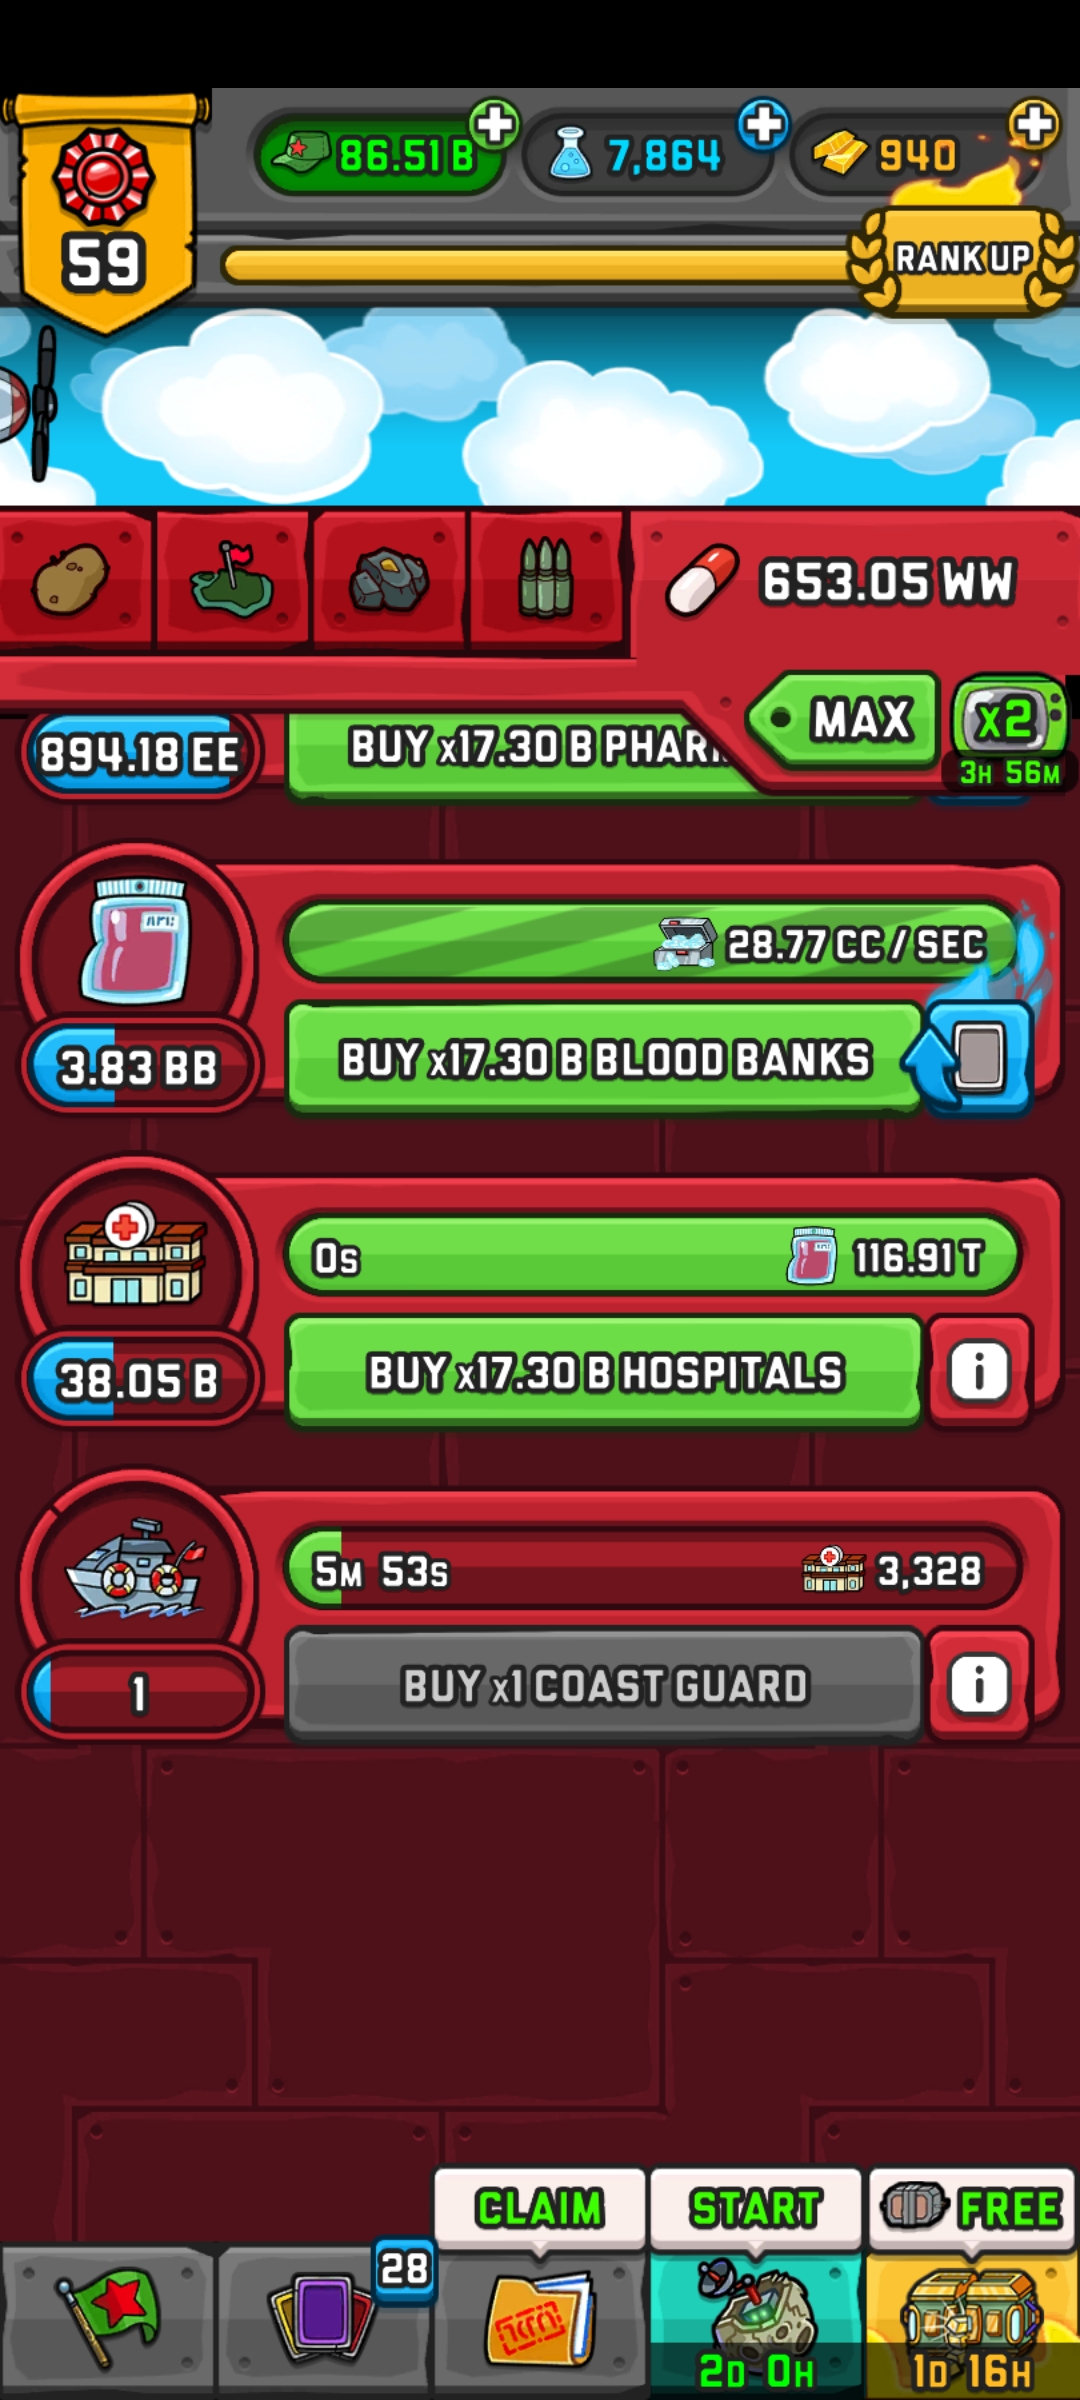 59
86.51 B
7,864
940
RANK UP
653.05 WW
MAX
x2
3H 56M
894.18 EE
BUY x17.30 B PHAR
28.77 CC / SEC
3.83 BB
BUY x17.30 B BLOOD BANKS
0s
116.91 T
38.05 B
BUY x17.30 B HOSPITALS
i
5M 53s
3,328
1
BUY x1 COAST GUARD
i
CLAIM
START
FREE
28
2D 0H
1D 16H